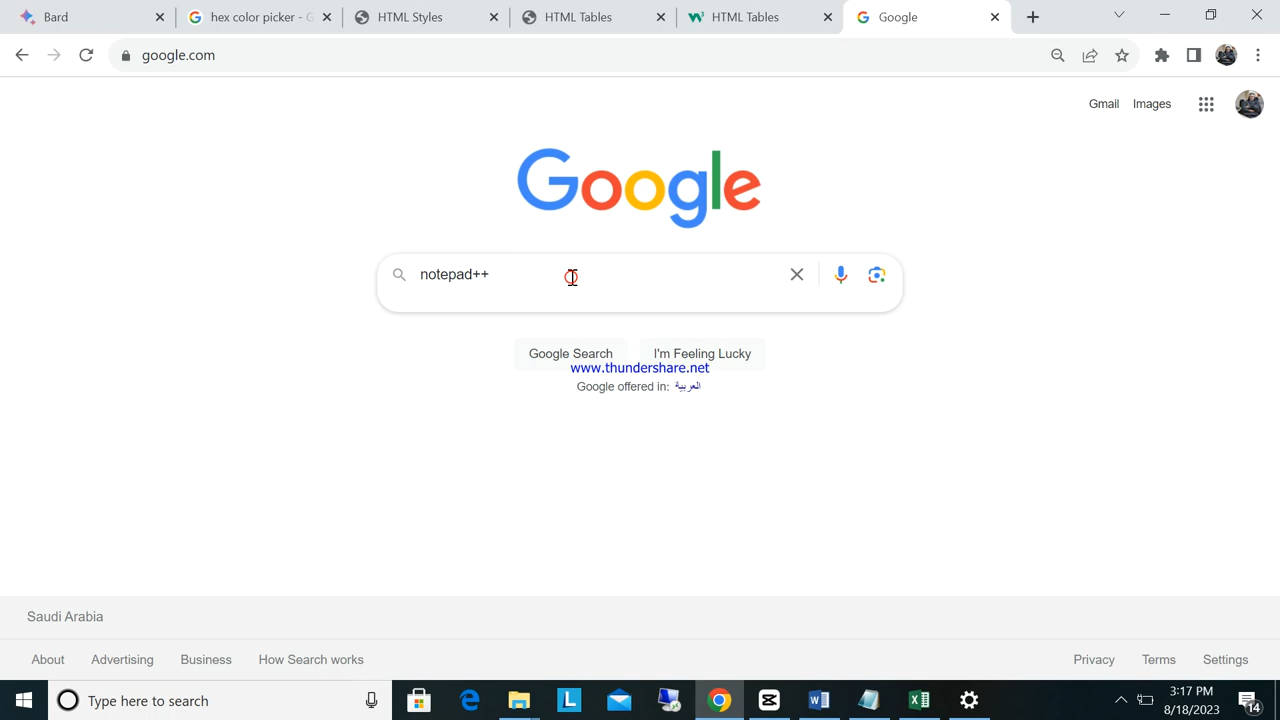 Bard
hex color picker - G
HTML Styles
HTML Tables
HTML Tables
Google
google.com
Gmail Images
Google
notepad++
Google Search I'm Feeling Lucky
www.thundershare.net
Google offered in: العربية
Saudi Arabia
About Advertising Business How Search works Privacy Terms Settings
Type here to search
3:17 PM
8/18/2023
14